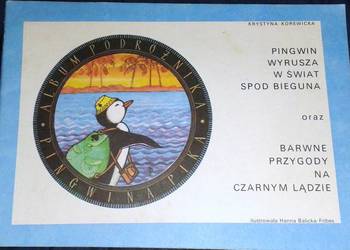 KRYSTYNA KOREWICKA
ALBUM PODRÓŻNIKA
PINGWINA PIKA
PINGWIN
WYRUSZA
W ŚWIAT
SPOD BIEGUNA
oraz
BARWNE
PRZYGODY
NA
CZARNYM LĄDZIE
Ilustrowała Hanna Balicka Fribes